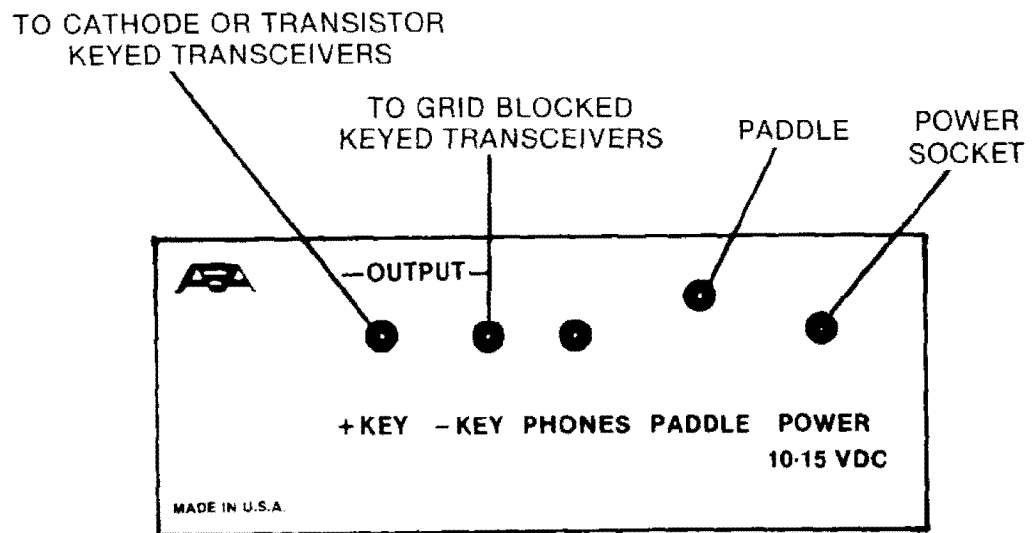 TO CATHODE OR TRANSISTOR
KEYED TRANSCEIVERS
TO GRID BLOCKED
KEYED TRANSCEIVERS
PADDLE
POWER
SOCKET
—OUTPUT—
+KEY –KEY PHONES PADDLE POWER
10-15 VDC
MADE IN U.S.A.